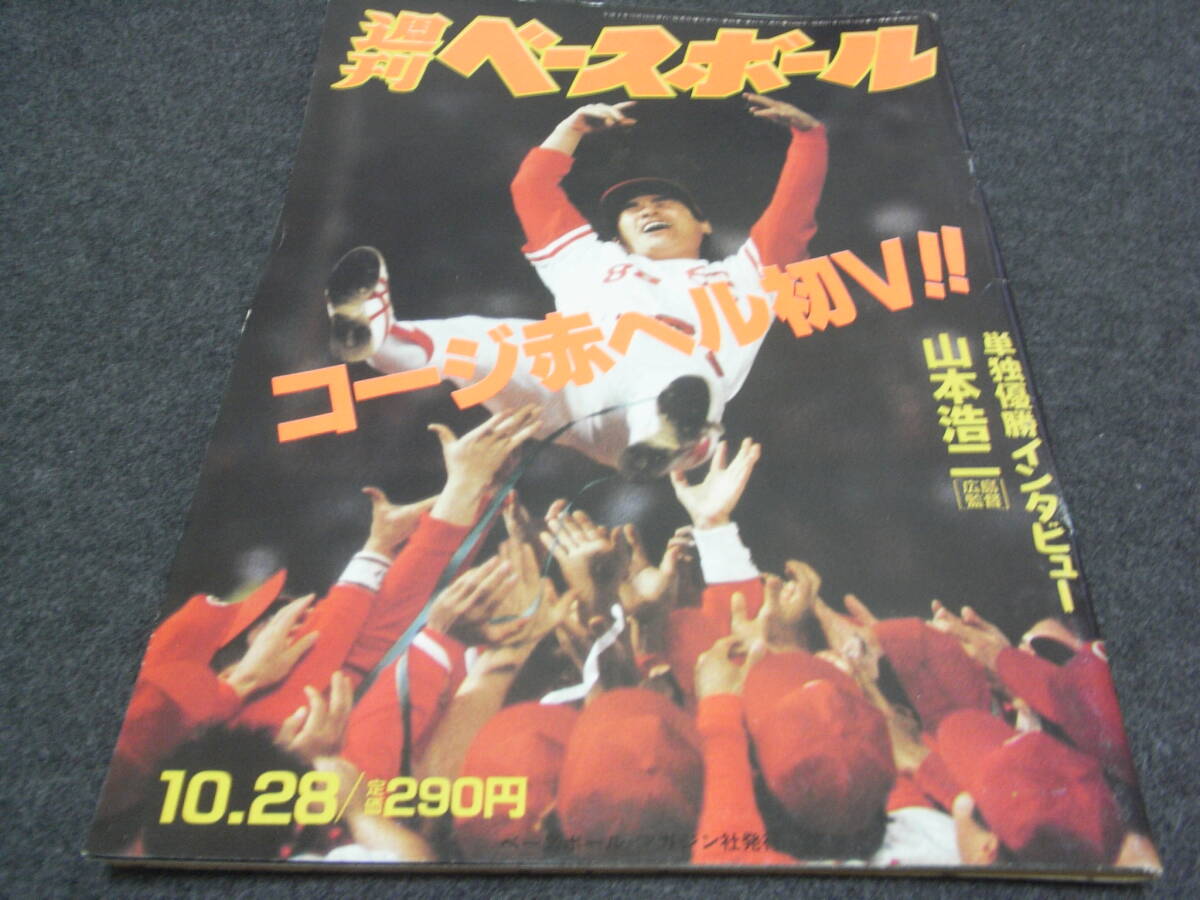 週刊ベースボール
コージ赤ヘル初V!!
単独優勝インタビュー
山本浩二
広島
監督
10.28/定価290円
ベースボール・マガジン社発行